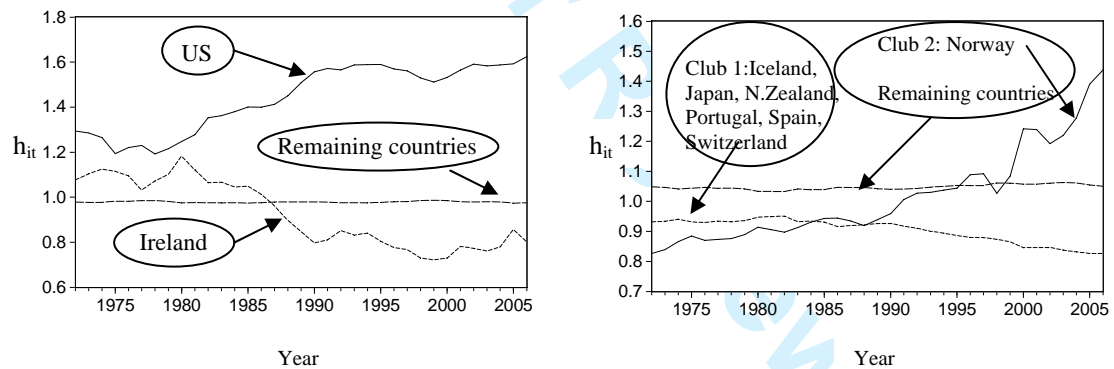 1.8
1.6
1.4
1.2
1.0
0.8
0.6
h_it
US
Remaining countries
Ireland
1975 1980 1985 1990 1995 2000 2005
Year
1.6
1.5
1.4
1.3
1.2
1.1
1.0
0.9
0.8
0.7
h_it
Club 1:Iceland,
Japan, N.Zealand,
Portugal, Spain,
Switzerland
Club 2: Norway
Remaining countries
1975 1980 1985 1990 1995 2000 2005
Year